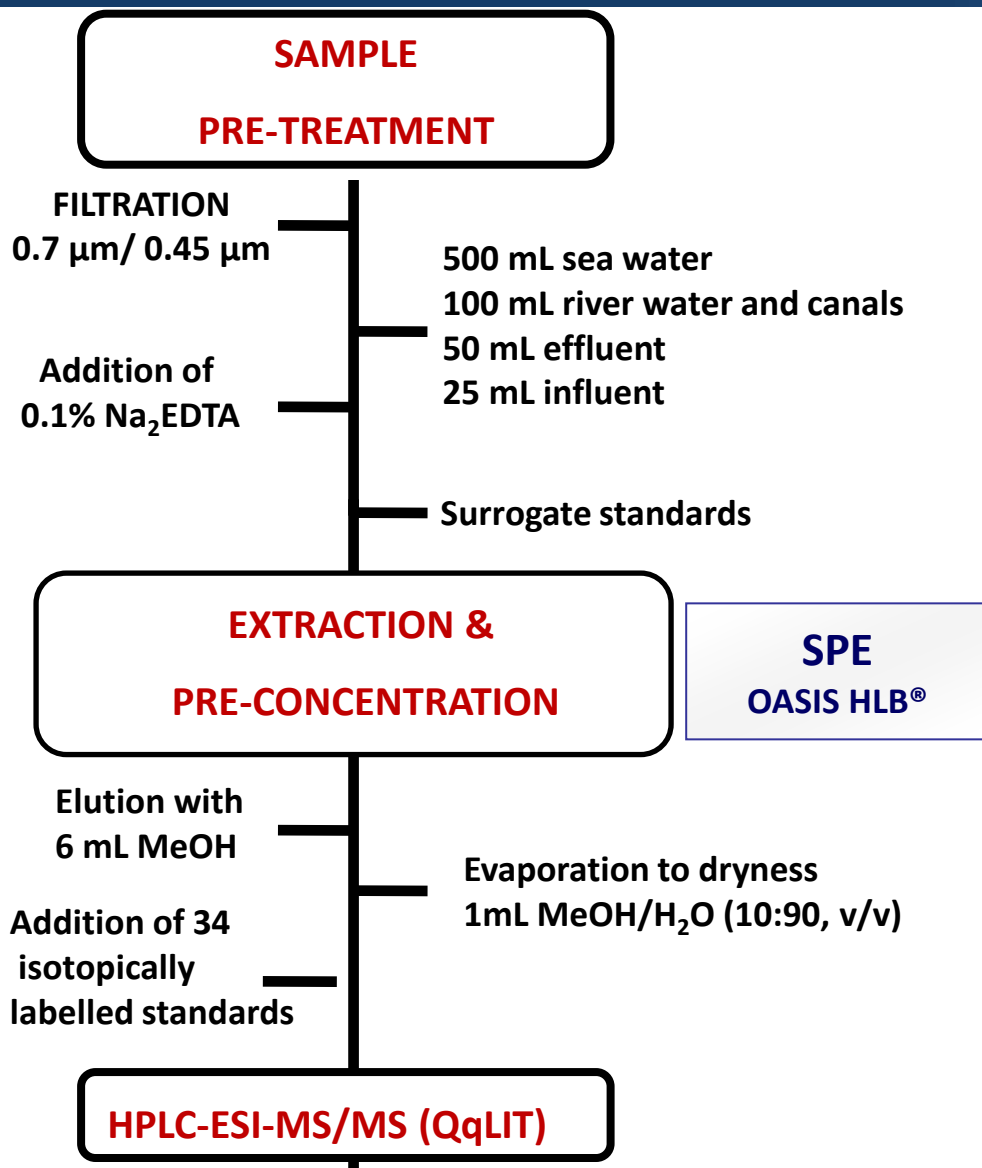 SAMPLE
PRE-TREATMENT
FILTRATION
0.7 µm/ 0.45 µm
500 mL sea water
100 mL river water and canals
50 mL effluent
25 mL influent
Addition of
0.1% Na₂EDTA
Surrogate standards
EXTRACTION &
PRE-CONCENTRATION
SPE
OASIS HLB®
Elution with
6 mL MeOH
Evaporation to dryness
1mL MeOH/H₂O (10:90, v/v)
Addition of 34
isotopically
labelled standards
HPLC-ESI-MS/MS (QqLIT)